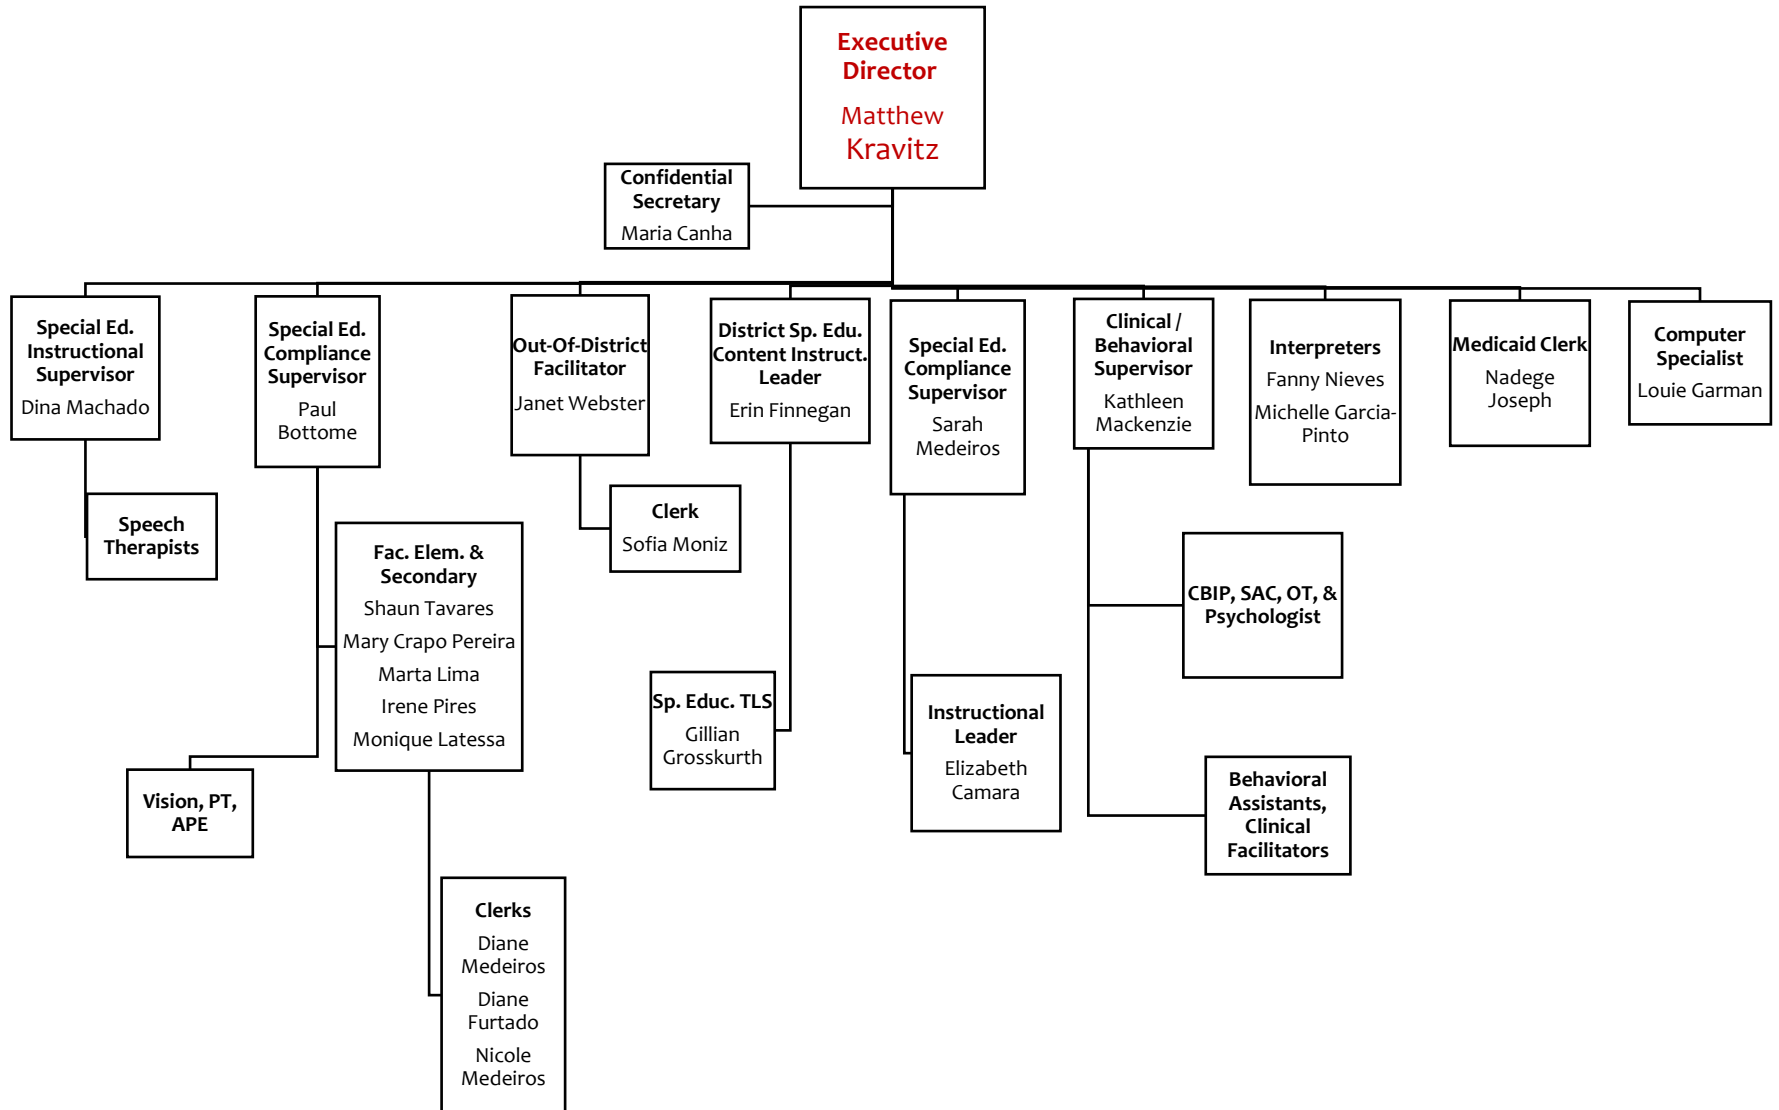 Executive
Director
Matthew
Kravitz
Confidential
Secretary
Maria Canha
Special Ed.
Instructional
Supervisor
Dina Machado
Special Ed.
Compliance
Supervisor
Paul
Bottome
Out-Of-District
Facilitator
Janet Webster
District Sp. Edu.
Content Instruct.
Leader
Erin Finnegan
Special Ed.
Compliance
Supervisor
Sarah
Medeiros
Clinical /
Behavioral
Supervisor
Kathleen
Mackenzie
Interpreters
Fanny Nieves
Michelle Garcia-
Pinto
Medicaid Clerk
Nadege
Joseph
Computer
Specialist
Louie Garman
Speech
Therapists
Fac. Elem. &
Secondary
Shaun Tavares
Mary Crapo Pereira
Marta Lima
Irene Pires
Monique Latessa
Clerk
Sofia Moniz
CBIP, SAC, OT, &
Psychologist
Sp. Educ. TLS
Gillian
Grosskurth
Instructional
Leader
Elizabeth
Camara
Vision, PT,
APE
Behavioral
Assistants,
Clinical
Facilitators
Clerks
Diane
Medeiros
Diane
Furtado
Nicole
Medeiros